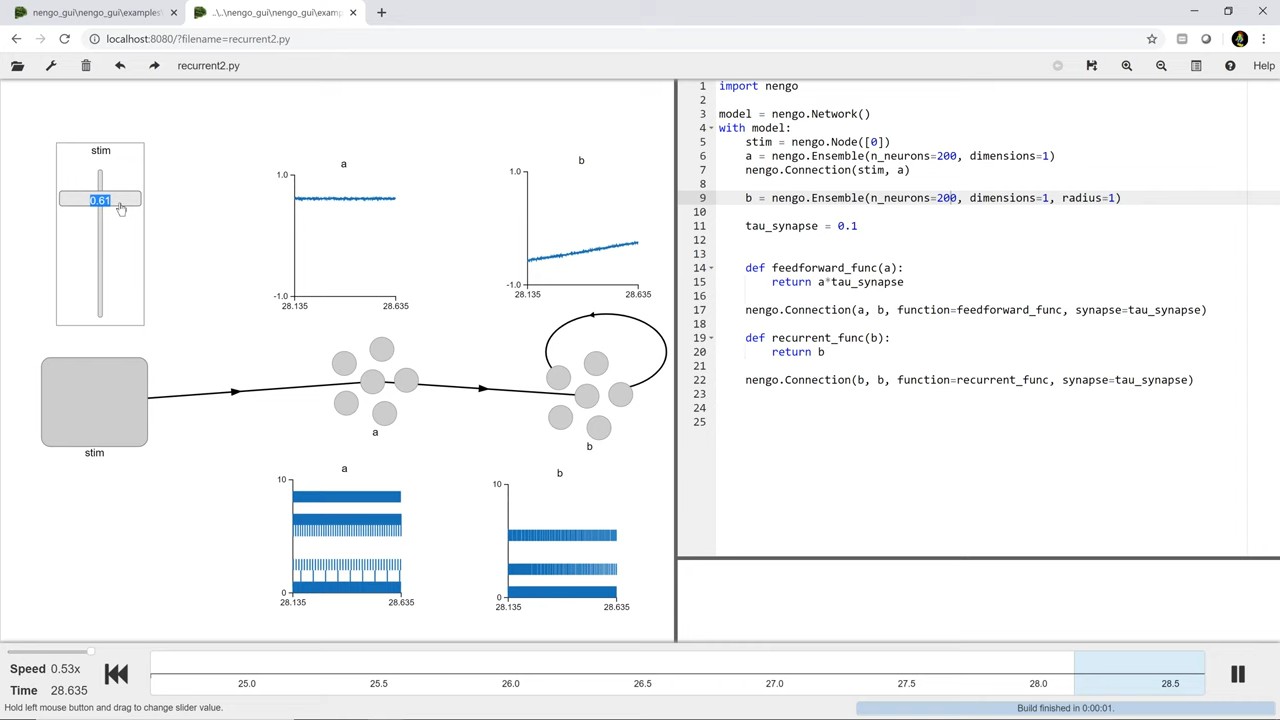 nengo_gui\nengo_gui\examples\
..\..\nengo_gui\nengo_gui\exam
localhost:8080/?filename=recurrent2.py
recurrent2.py
Help
stim
0.61
a
1.0
-1.0
28.135
28.635
b
1.0
-1.0
28.135
28.635
stim
a
b
a
10
0
28.135
28.635
b
10
0
28.135
28.635
1 import nengo
2
3 model = nengo.Network()
4 with model:
5 stim = nengo.Node([0])
6 a = nengo.Ensemble(n_neurons=200, dimensions=1)
7 nengo.Connection(stim, a)
8
9 b = nengo.Ensemble(n_neurons=200, dimensions=1, radius=1)
10
11 tau_synapse = 0.1
12
13
14 def feedforward_func(a):
15 return a*tau_synapse
16
17 nengo.Connection(a, b, function=feedforward_func, synapse=tau_synapse)
18
19 def recurrent_func(b):
20 return b
21
22 nengo.Connection(b, b, function=recurrent_func, synapse=tau_synapse)
23
24
25
Speed 0.53x
Time 28.635
25.0 25.5 26.0 26.5 27.0 27.5 28.0 28.5
Hold left mouse button and drag to change slider value.
Build finished in 0:00:01.